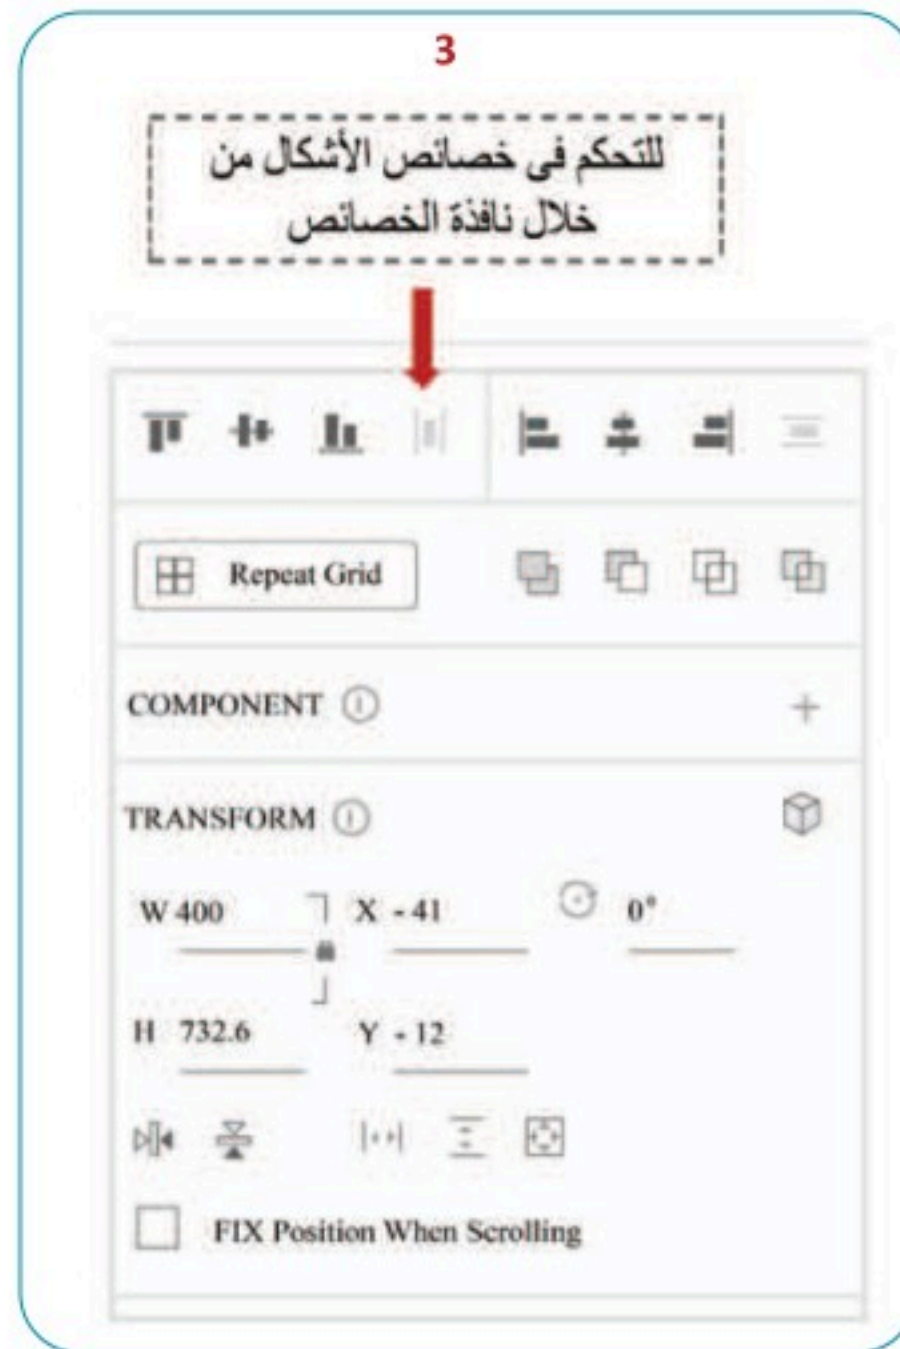 3
للتحكم فى خصائص الأشكال من
خلال نافذة الخصائص
Repeat Grid
COMPONENT
TRANSFORM
W 400 X - 41 0°
H 732.6 Y - 12
FIX Position When Scrolling